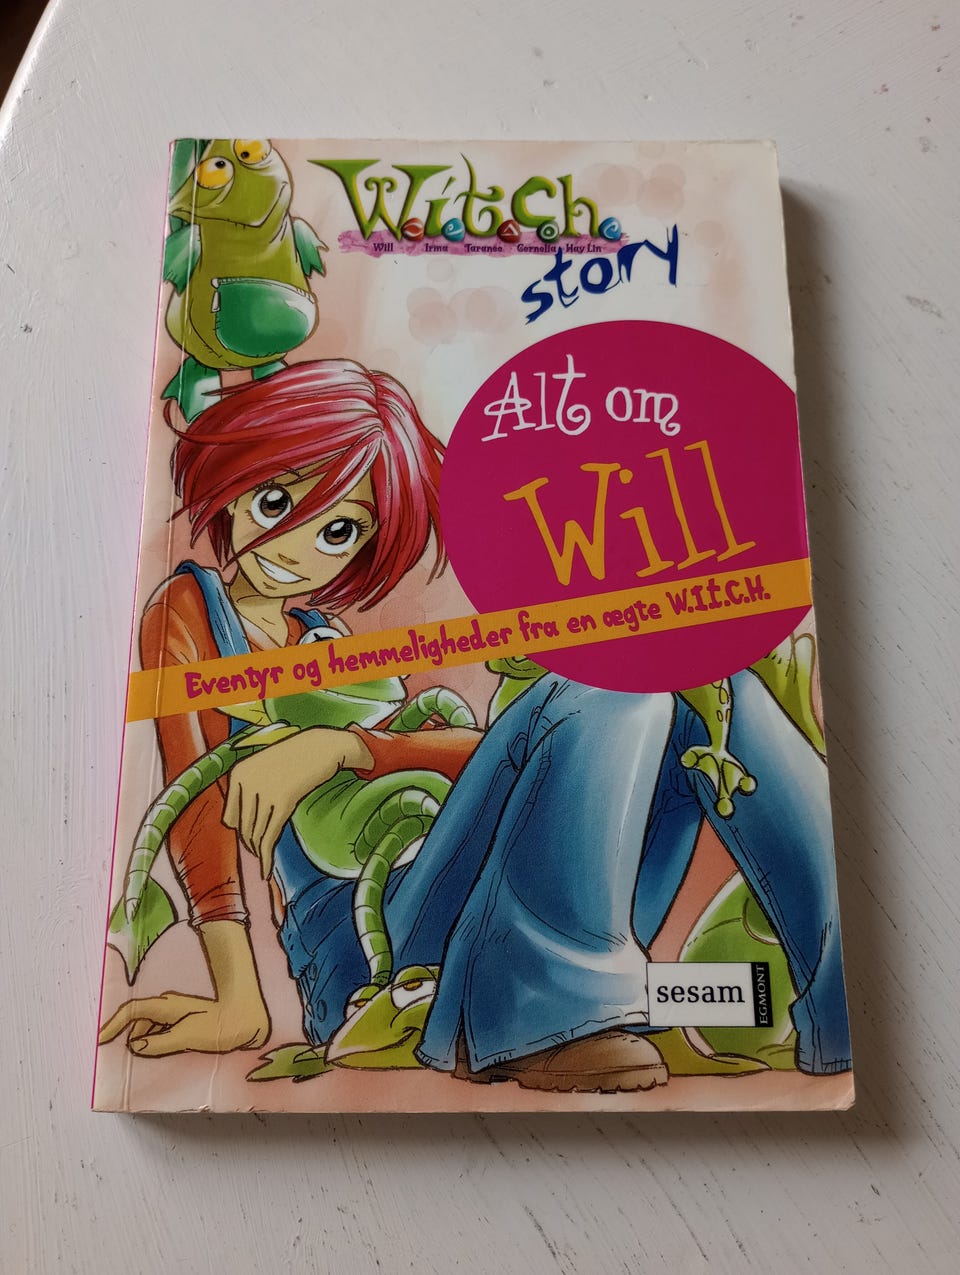 W.i.t.c.h.
Will Irma Taranee Cornelia Hay Lin
story
Alt om
Will
Eventyr og hemmeligheder fra en ægte W.I.T.C.H.
sesam
EGMONT